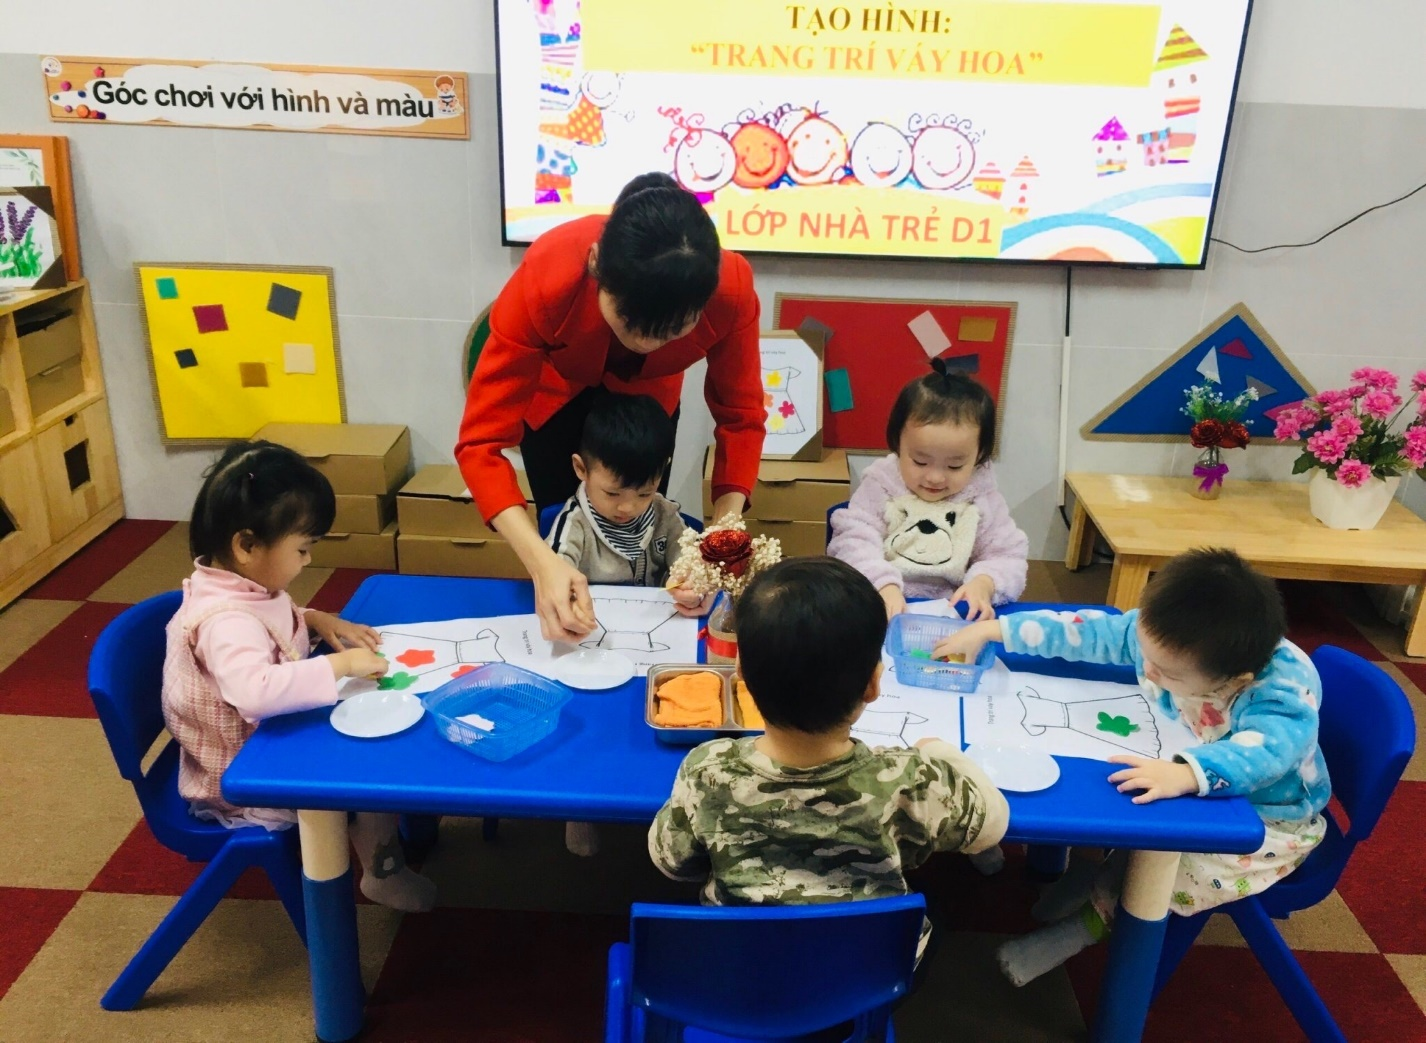 TẠO HÌNH:
“TRANG TRÍ VÁY HOA”
Góc chơi với hình và màu
LỚP NHÀ TRẺ D1